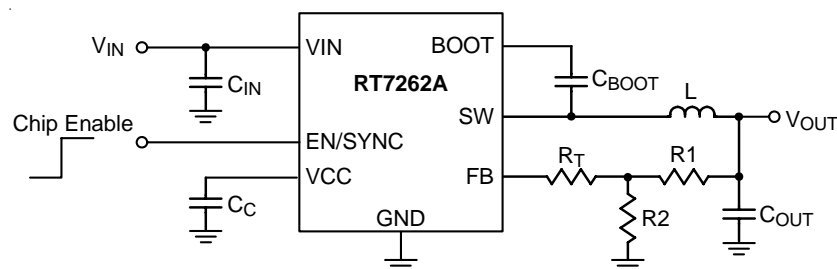 VIN
CIN
Chip Enable
VIN
BOOT
RT7262A
SW
EN/SYNC
VCC
FB
GND
CC
CBOOT
L
VOUT
RT
R1
R2
COUT